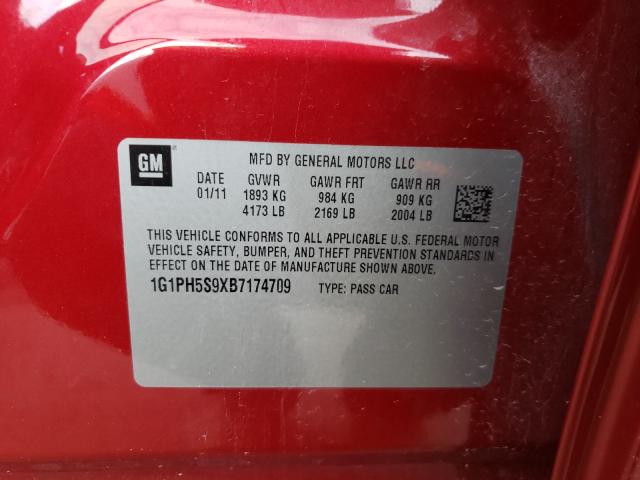 GM
MFD BY GENERAL MOTORS LLC
DATE GVWR GAWR FRT GAWR RR
01/11 1893 KG 984 KG 909 KG
4173 LB 2169 LB 2004 LB
THIS VEHICLE CONFORMS TO ALL APPLICABLE U.S. FEDERAL MOTOR
VEHICLE SAFETY, BUMPER, AND THEFT PREVENTION STANDARDS IN
EFFECT ON THE DATE OF MANUFACTURE SHOWN ABOVE.
1G1PH5S9XB7174709 TYPE: PASS CAR